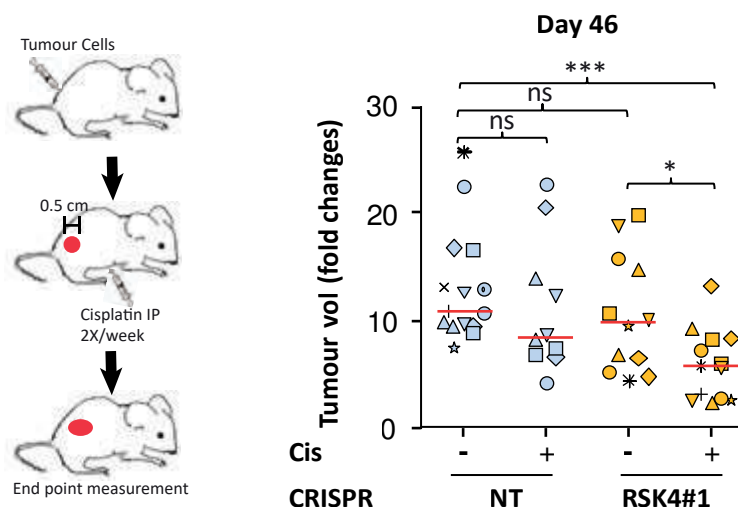 Tumour Cells
0.5 cm
Cisplatin IP
2X/week
End point measurement
Day 46
***
ns
ns
*
Tumour vol (fold changes)
30
20
10
0
Cis - + - +
CRISPR NT RSK4#1